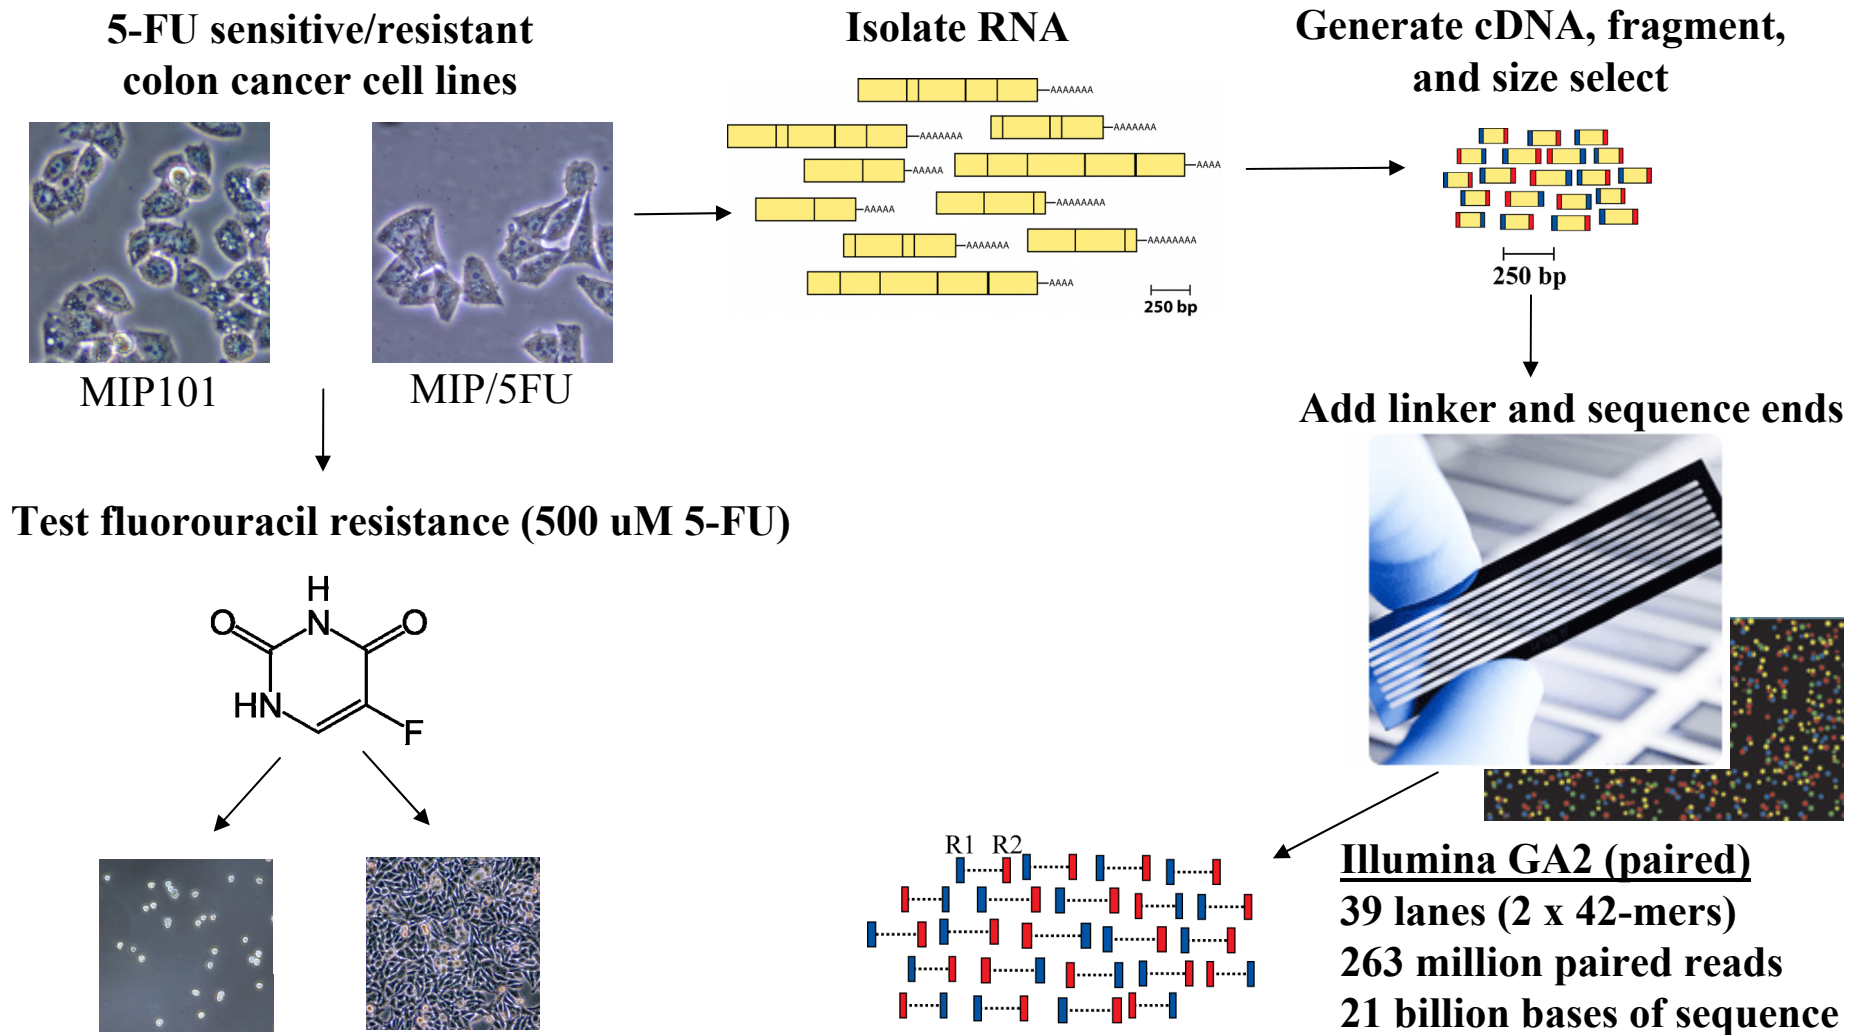 5-FU sensitive/resistant
colon cancer cell lines
MIP101
MIP/5FU
Isolate RNA
AAAAAAA
AAAAAAA
AAAAAAA
AAAAA
AAAA
AAAAA
AAAAAAAA
AAAAAAA
AAAAAAAA
AAAA
250 bp
Generate cDNA, fragment,
and size select
250 bp
Add linker and sequence ends
Test fluorouracil resistance (500 uM 5-FU)
H
O
N
O
HN
F
R1 R2
Illumina GA2 (paired)
39 lanes (2 x 42-mers)
263 million paired reads
21 billion bases of sequence